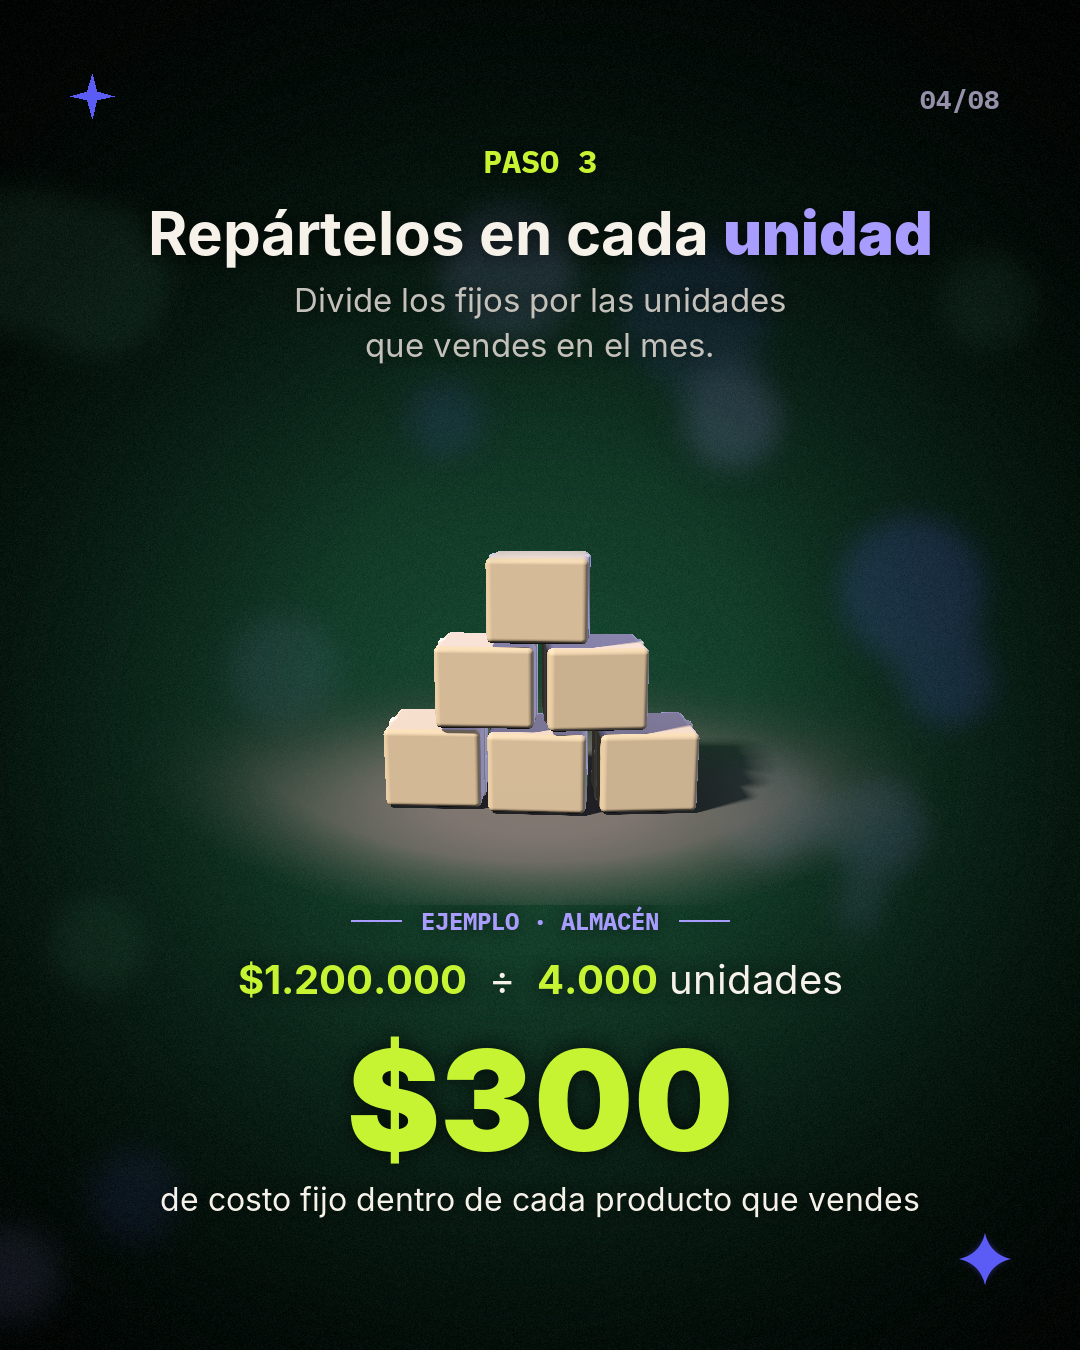 04/08
PASO 3
Repártelos en cada unidad
Divide los fijos por las unidades
que vendes en el mes.
EJEMPLO · ALMACÉN
$1.200.000 ÷ 4.000 unidades
$300
de costo fijo dentro de cada producto que vendes